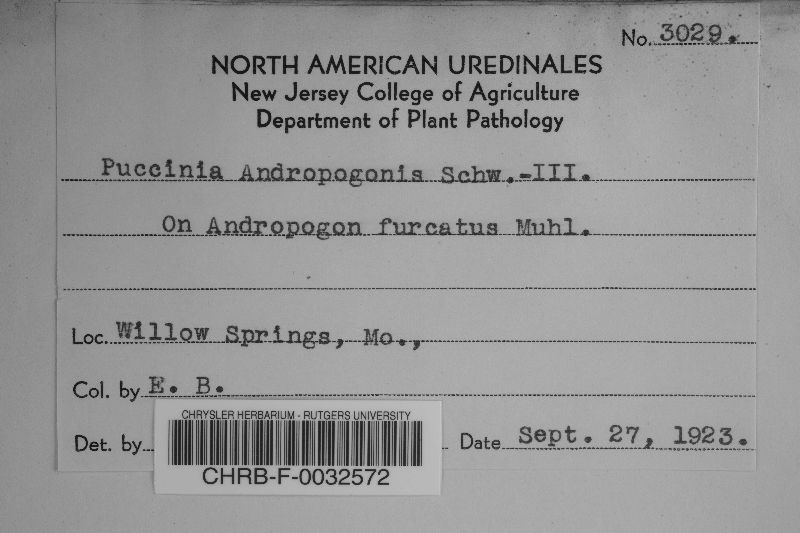 No. 3029.
NORTH AMERICAN UREDINALES
New Jersey College of Agriculture
Department of Plant Pathology
Puccinia Andropogonis Schw.-III.
On Andropogon furcatus Muhl.
Loc. Willow Springs, Mo.,
Col. by E. B.
CHRYSLER HERBARIUM - RUTGERS UNIVERSITY
Det. by
Date Sept. 27, 1923.
CHRB-F-0032572